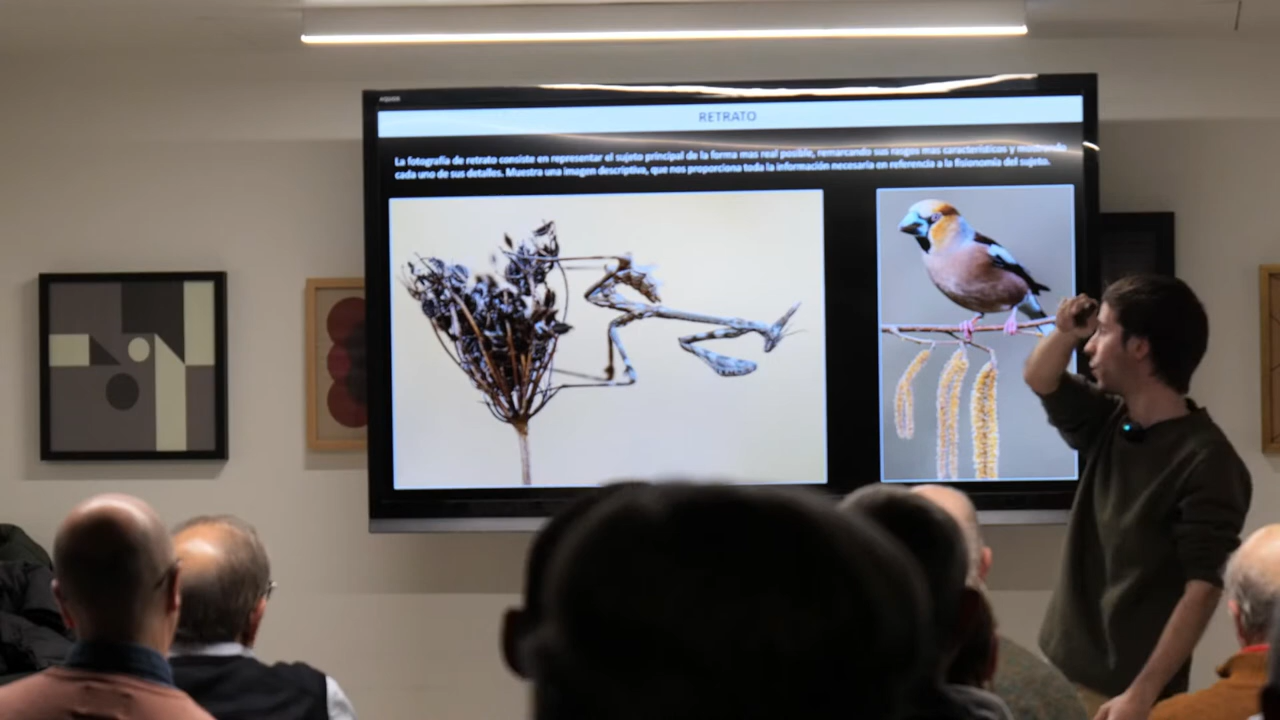 RETRATO
La fotografía de retrato consiste en representar el sujeto principal de la forma mas real posible, remarcando sus rasgos mas característicos y
cada uno de sus detalles. Muestra una imagen descriptiva, que nos proporciona toda la información necesaria en referencia a la fisionomía del sujeto.